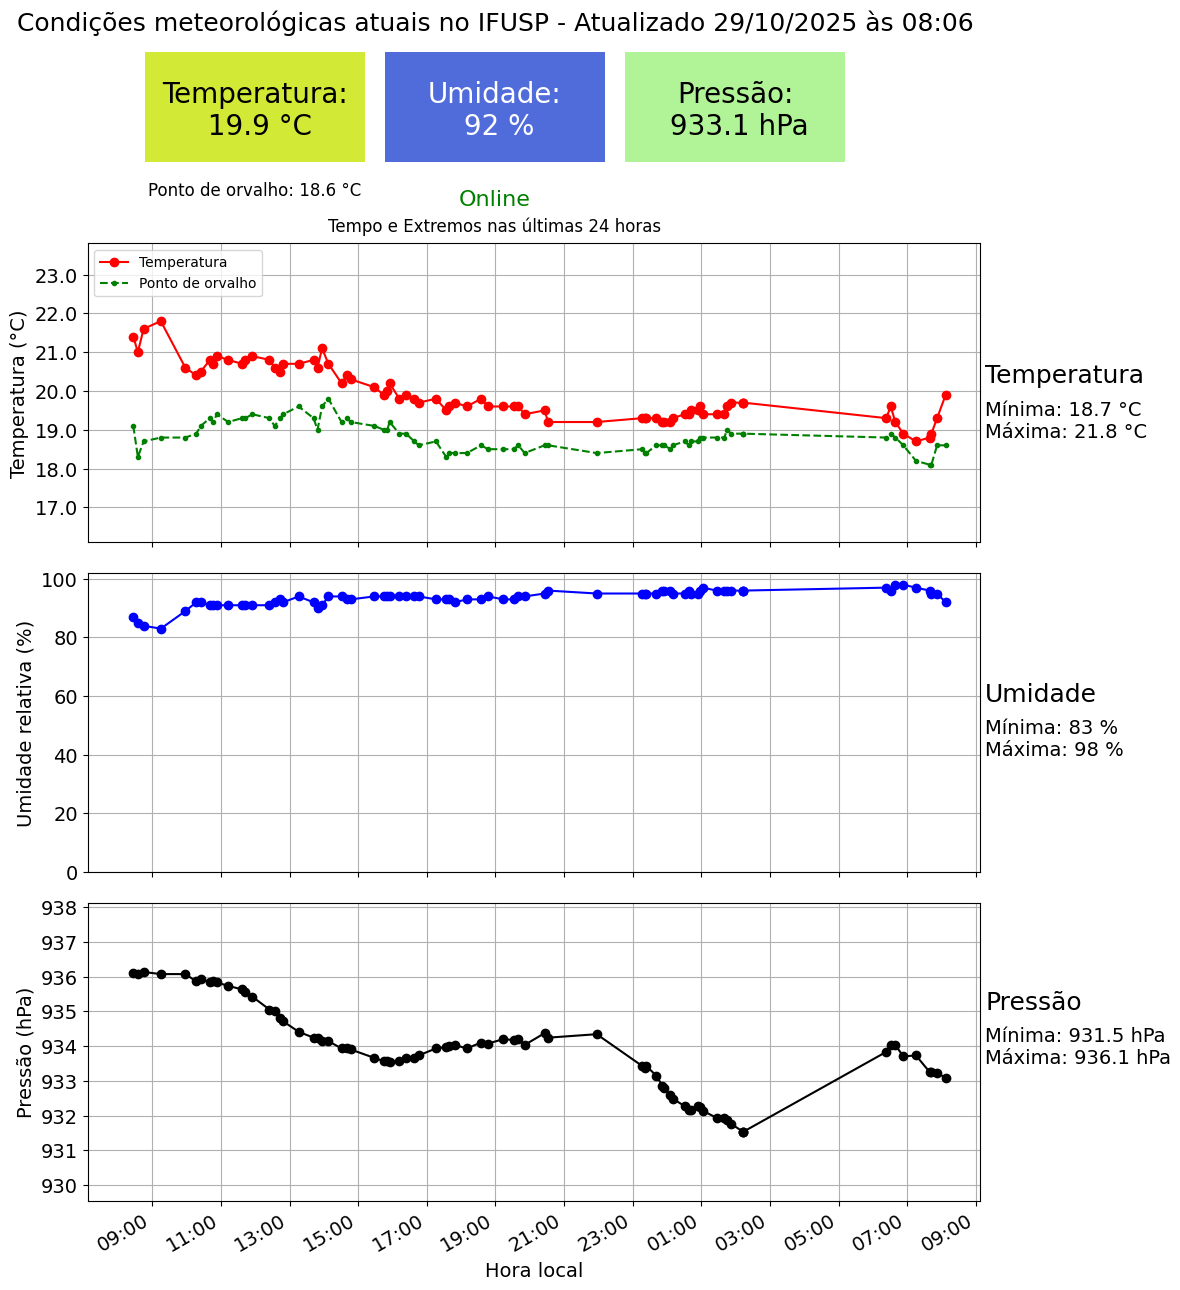 Condições meteorológicas atuais no IFUSP - Atualizado 29/10/2025 às 08:06
Temperatura:
19.9 °C
Umidade:
92 %
Pressão:
933.1 hPa
Ponto de orvalho: 18.6 °C
Online
Tempo e Extremos nas últimas 24 horas
Temperatura
Ponto de orvalho
Temperatura (°C)
23.0
22.0
21.0
20.0
19.0
18.0
17.0
Temperatura
Mínima: 18.7 °C
Máxima: 21.8 °C
Umidade relativa (%)
100
80
60
40
20
0
Umidade
Mínima: 83 %
Máxima: 98 %
Pressão (hPa)
938
937
936
935
934
933
932
931
930
Pressão
Mínima: 931.5 hPa
Máxima: 936.1 hPa
09:00 11:00 13:00 15:00 17:00 19:00 21:00 23:00 01:00 03:00 05:00 07:00 09:00
Hora local